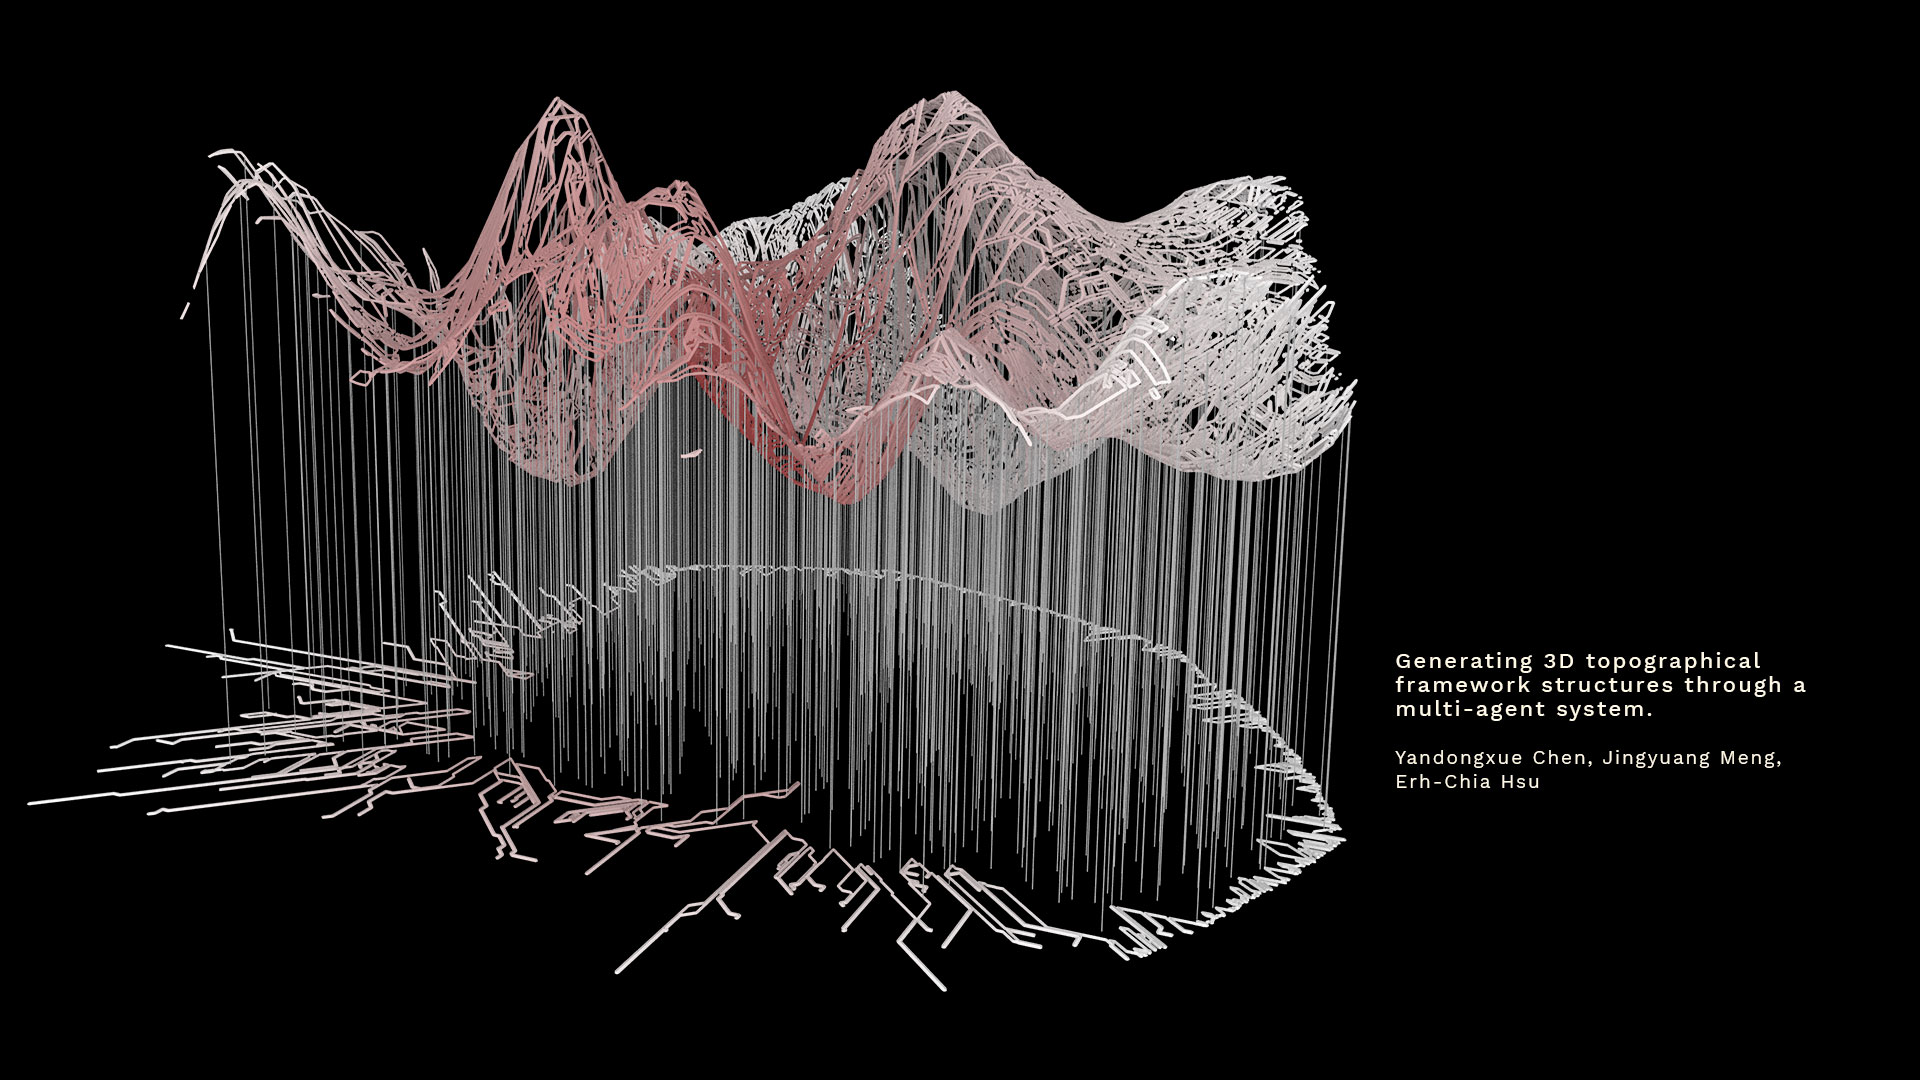 Generating 3D topographical
framework structures through a
multi-agent system.
Yandongxue Chen, Jingyuang Meng,
Erh-Chia Hsu